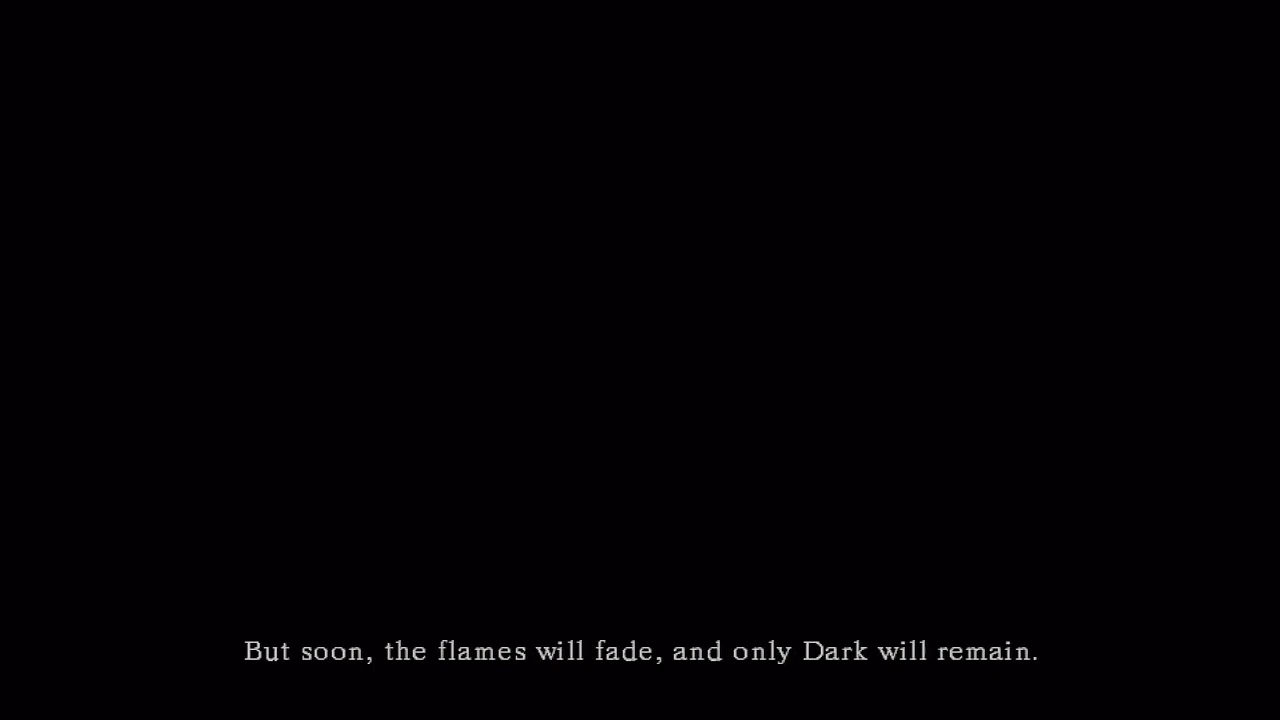 But soon, the flames will fade, and only Dark will remain.